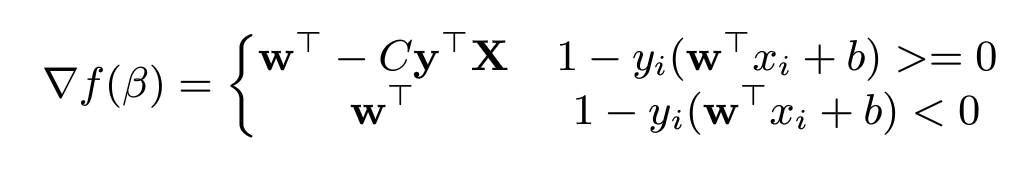 ∇f(β) = { w⊤ − Cy⊤X    1 − yᵢ(w⊤xᵢ + b) >= 0
w⊤    1 − yᵢ(w⊤xᵢ + b) < 0